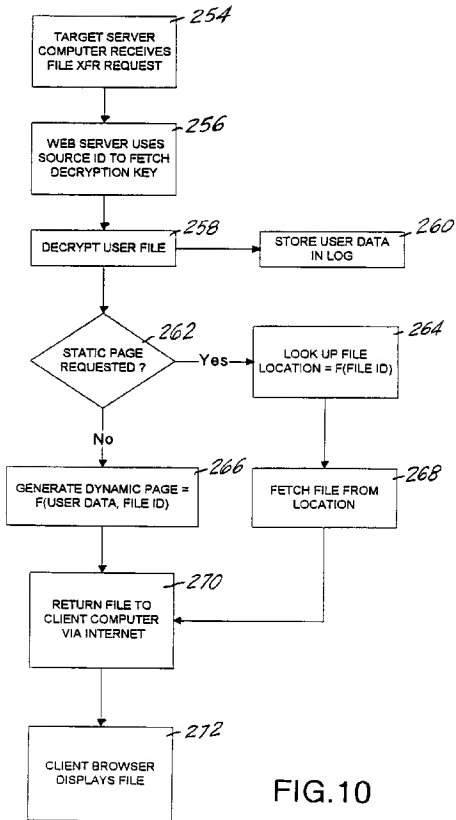 254
TARGET SERVER
COMPUTER RECEIVES
FILE XFR REQUEST
256
WEB SERVER USES
SOURCE ID TO FETCH
DECRYPTION KEY
258
DECRYPT USER FILE
260
STORE USER DATA
IN LOG
262
STATIC PAGE
REQUESTED ?
Yes
264
LOOK UP FILE
LOCATION = F(FILE ID)
No
266
GENERATE DYNAMIC PAGE =
F(USER DATA, FILE ID)
268
FETCH FILE FROM
LOCATION
270
RETURN FILE TO
CLIENT COMPUTER
VIA INTERNET
272
CLIENT BROWSER
DISPLAYS FILE
FIG.10